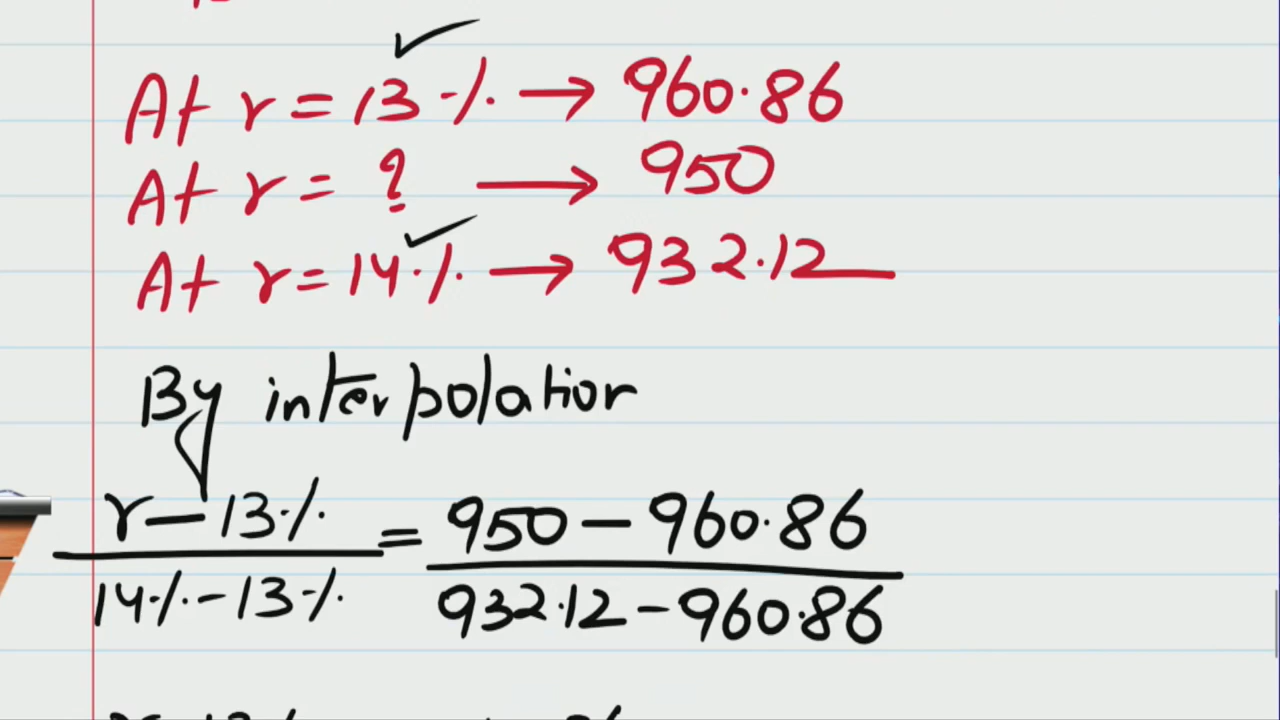 At r = 13% → 960.86
At r = ? → 950
At r = 14% → 932.12
By interpolation
r - 13% / 14% - 13% = 950 - 960.86 / 932.12 - 960.86